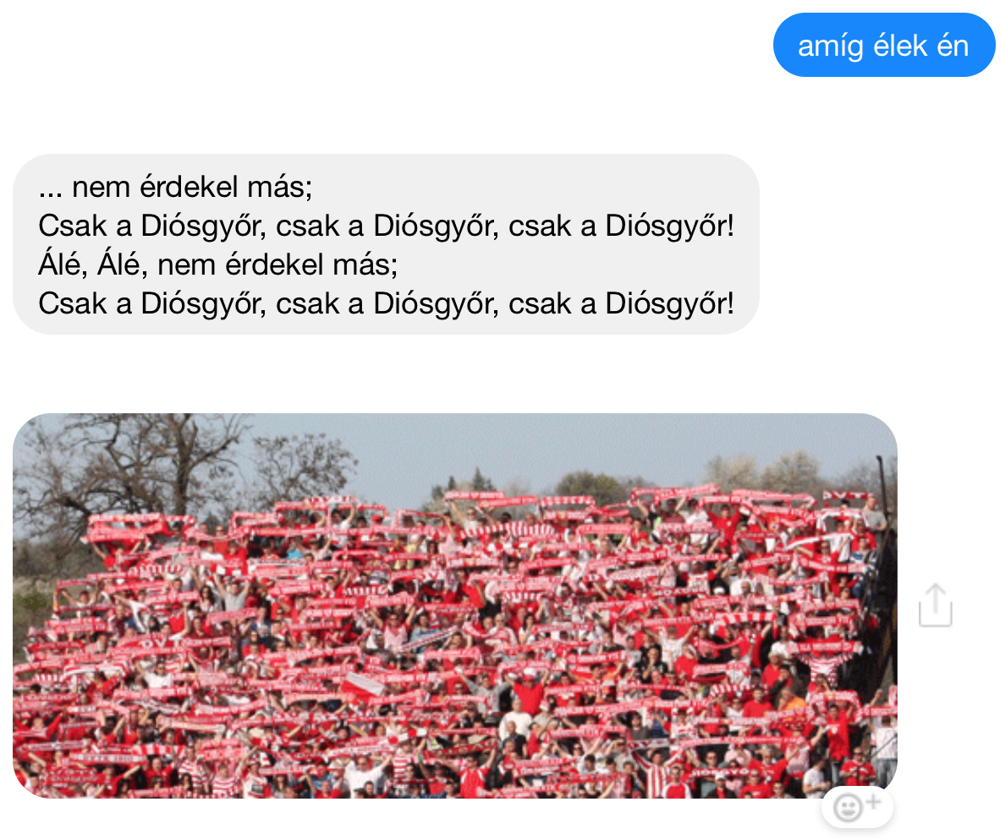 amíg élek én
... nem érdekel más;
Csak a Diósgyőr, csak a Diósgyőr, csak a Diósgyőr!
Álé, Álé, nem érdekel más;
Csak a Diósgyőr, csak a Diósgyőr, csak a Diósgyőr!